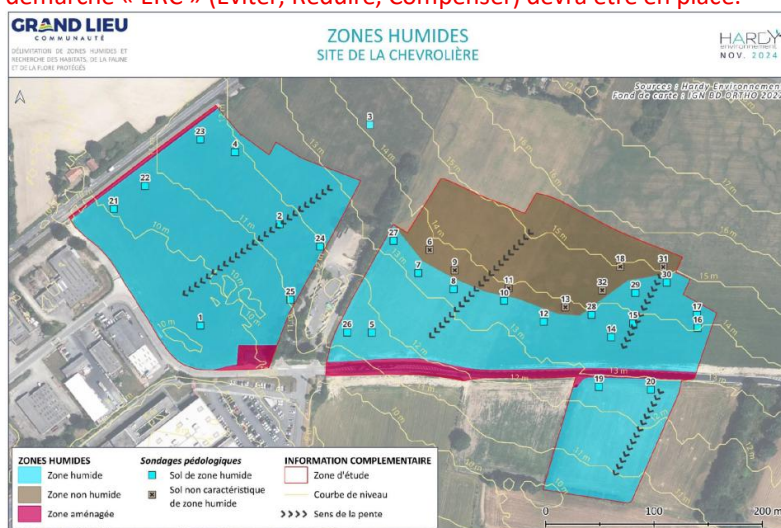 démarche « ERC » (Eviter, Réduire, Compenser) devra être en place.
GRAND LIEU
COMMUNAUTÉ
DÉLIMITATION DE ZONES HUMIDES ET
RECHERCHE DES HABITATS, DE LA FAUNE
ET DE LA FLORE PROTÉGÉS
ZONES HUMIDES
SITE DE LA CHEVROLIÈRE
HARDY
environnement
NOV. 2024
Sources : Hardy Environnement
Fond de carte : IGN BD ORTHO 2022
23
4
3
22
21
2
24
25
1
27
6
7
9
8
11
10
18
31
32
13
30
29
28
12
17
15
16
14
26
5
19
20
10 m
13 m
14 m
15 m
16 m
ZONES HUMIDES
Zone humide
Zone non humide
Zone aménagée
Sondages pédologiques
Sol de zone humide
Sol non caractéristique
de zone humide
INFORMATION COMPLEMENTAIRE
Zone d'étude
Courbe de niveau
Sens de la pente
0 100 200 m